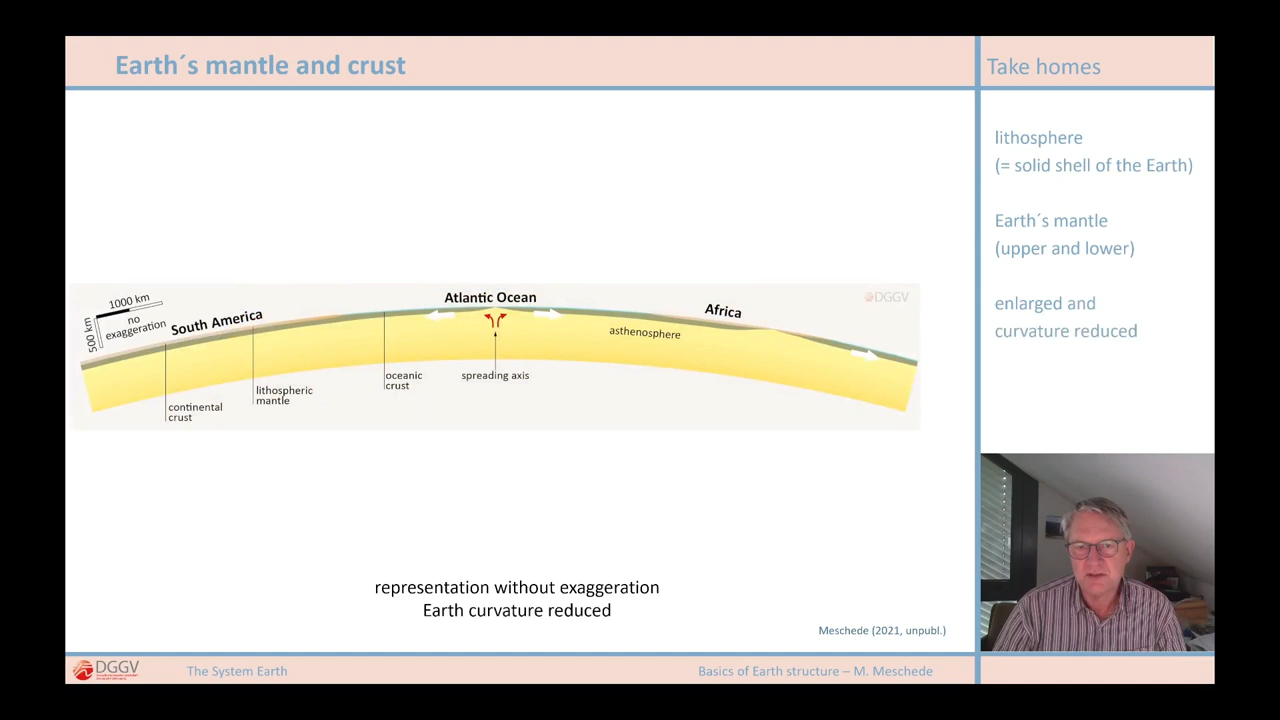 Earth´s mantle and crust
Take homes
lithosphere
(= solid shell of the Earth)
Earth´s mantle
(upper and lower)
enlarged and
curvature reduced
1000 km
500 km
no
exaggeration
South America
Atlantic Ocean
Africa
DGGV
asthenosphere
continental
crust
lithospheric
mantle
oceanic
crust
spreading axis
representation without exaggeration
Earth curvature reduced
Meschede (2021, unpubl.)
DGGV
The System Earth
Basics of Earth structure – M. Meschede